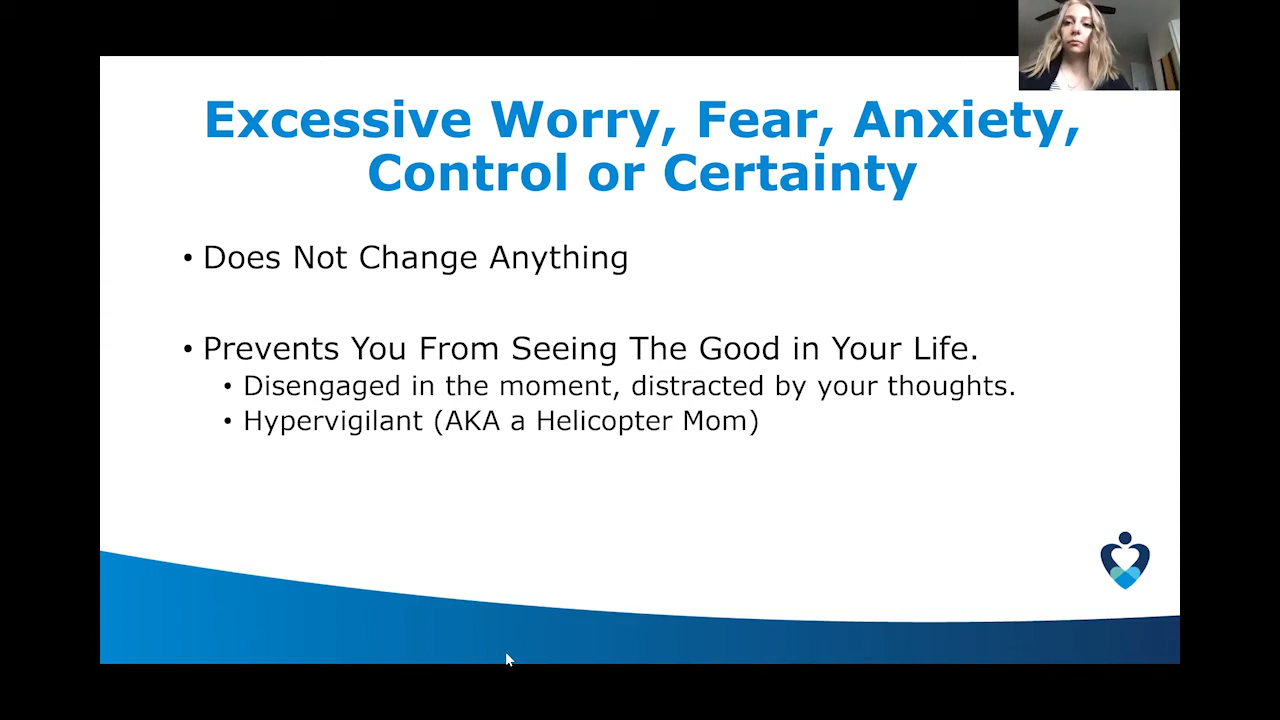 Excessive Worry, Fear, Anxiety,
Control or Certainty
• Does Not Change Anything
• Prevents You From Seeing The Good in Your Life.
• Disengaged in the moment, distracted by your thoughts.
• Hypervigilant (AKA a Helicopter Mom)